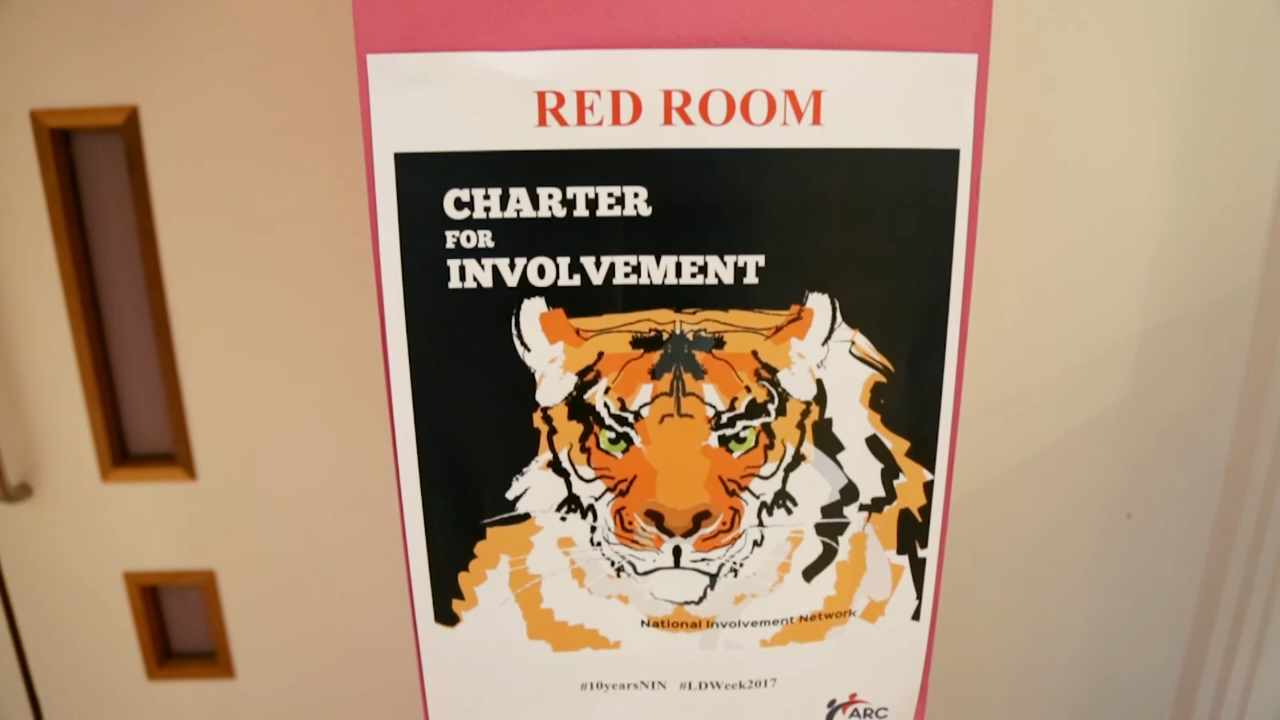 RED ROOM
CHARTER
FOR
INVOLVEMENT
National Involvement Network
#10yearsNIN #LDWeek2017
ARC